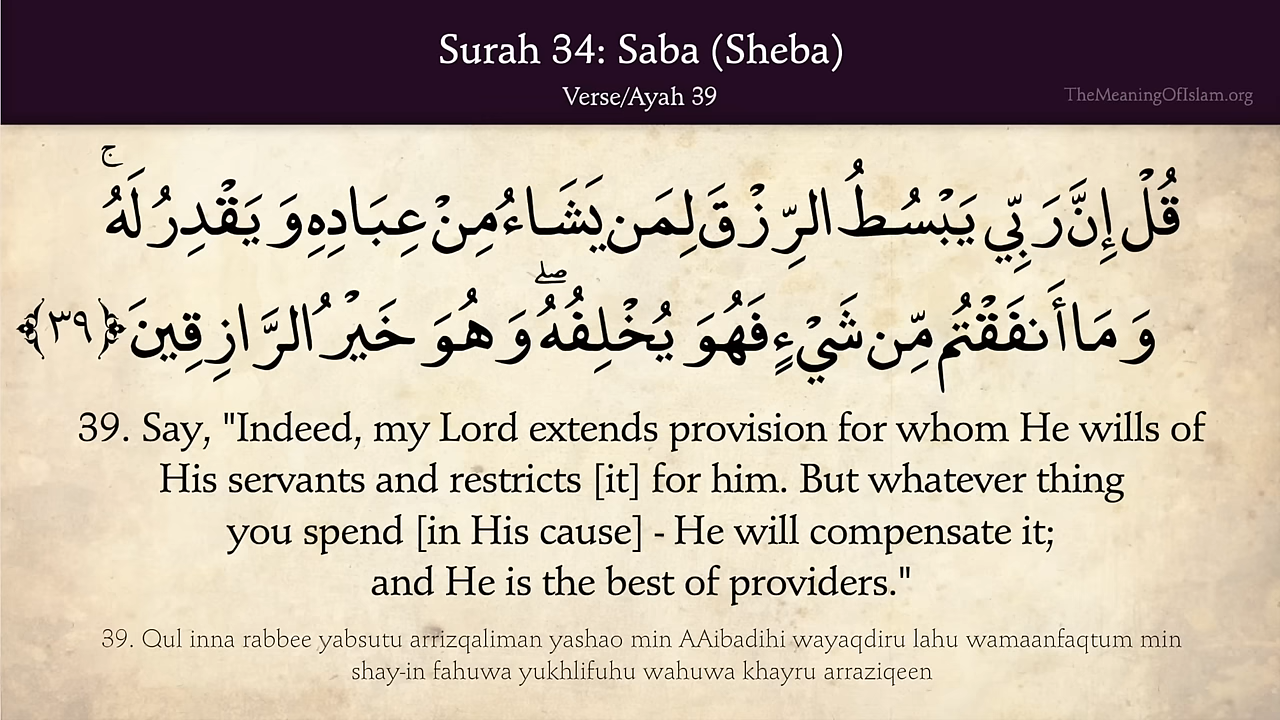 Surah 34: Saba (Sheba)
Verse/Ayah 39
TheMeaningOfIslam.org
قُلْ إِنَّ رَبِّي يَبْسُطُ الرِّزْقَ لِمَن يَشَاءُ مِنْ عِبَادِهِ وَيَقْدِرُ لَهُ ۚ
وَمَا أَنفَقْتُم مِّن شَيْءٍ فَهُوَ يُخْلِفُهُ ۖ وَهُوَ خَيْرُ الرَّازِقِينَ ﴿٣٩﴾
39. Say, "Indeed, my Lord extends provision for whom He wills of
His servants and restricts [it] for him. But whatever thing
you spend [in His cause] - He will compensate it;
and He is the best of providers."
39. Qul inna rabbee yabsutu arrizqaliman yashao min AAibadihi wayaqdiru lahu wamaanfaqtum min
shay-in fahuwa yukhlifuhu wahuwa khayru arraziqeen